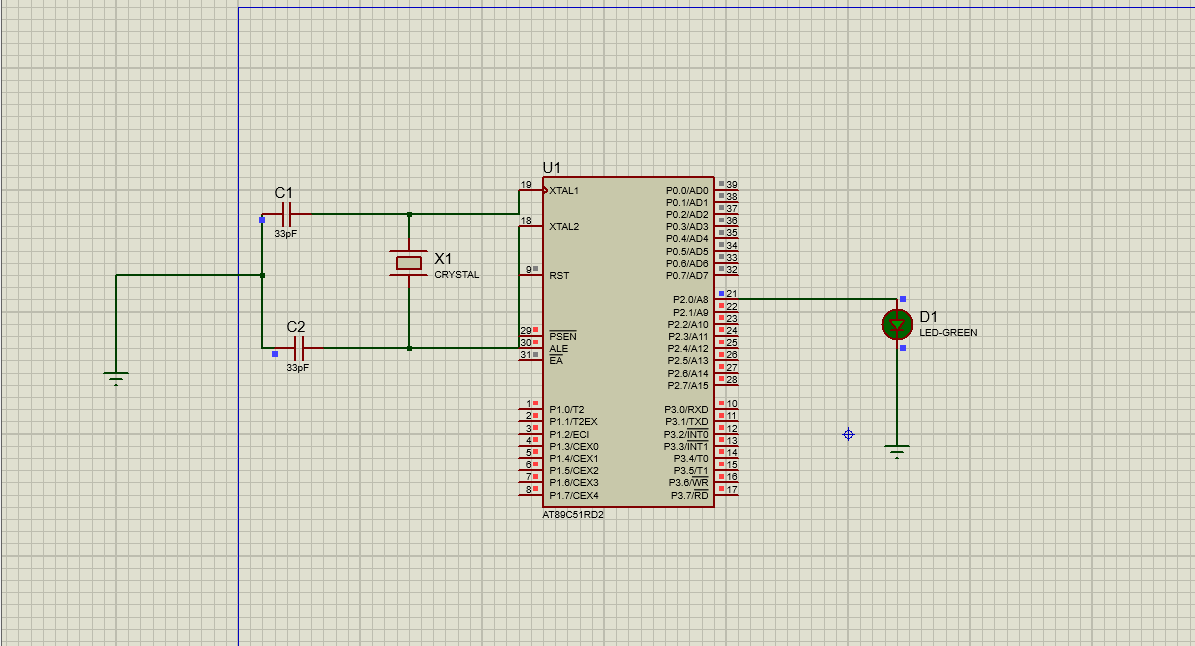 U1
C1
33pF
X1
CRYSTAL
C2
33pF
19 XTAL1
18 XTAL2
9 RST
29 PSEN
30 ALE
31 EA
1 P1.0/T2
2 P1.1/T2EX
3 P1.2/ECI
4 P1.3/CEX0
5 P1.4/CEX1
6 P1.5/CEX2
7 P1.6/CEX3
8 P1.7/CEX4
P0.0/AD0 39
P0.1/AD1 38
P0.2/AD2 37
P0.3/AD3 36
P0.4/AD4 35
P0.5/AD5 34
P0.6/AD6 33
P0.7/AD7 32
P2.0/A8 21
P2.1/A9 22
P2.2/A10 23
P2.3/A11 24
P2.4/A12 25
P2.5/A13 26
P2.6/A14 27
P2.7/A15 28
P3.0/RXD 10
P3.1/TXD 11
P3.2/INT0 12
P3.3/INT1 13
P3.4/T0 14
P3.5/T1 15
P3.6/WR 16
P3.7/RD 17
AT89C51RD2
D1
LED-GREEN